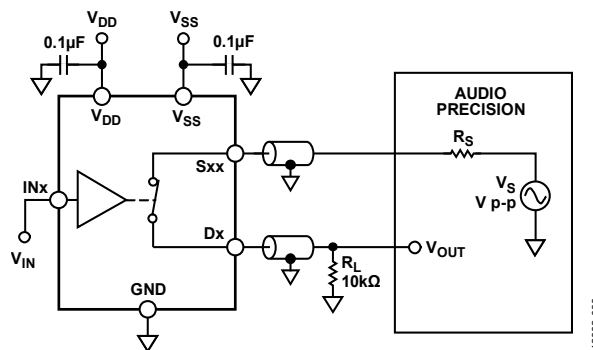 VDD
VSS
0.1µF
0.1µF
VDD
VSS
AUDIO
PRECISION
RS
Sxx
VS
V p-p
INx
Dx
VOUT
VIN
RL
10kΩ
GND